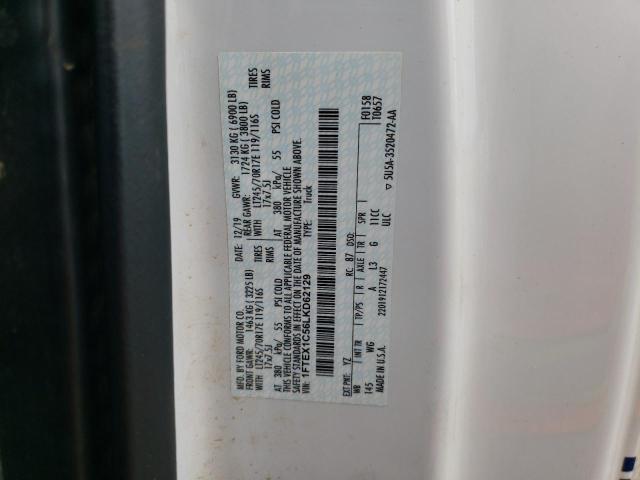 MFD. BY FORD MOTOR CO.
DATE: 12/19 GVWR: 3130 KG ( 6900 LB)
FRONT GAWR: 1463 KG ( 3225 LB) REAR GAWR: 1724 KG ( 3800 LB)
LT245/70R17E 119/116S TIRES WITH LT245/70R17E 119/116S TIRES
17x7.5J RIMS 17x7.5J RIMS
AT 380 kPa/ 55 PSI COLD AT 380 kPa/ 55 PSI COLD
THIS VEHICLE CONFORMS TO ALL APPLICABLE FEDERAL MOTOR VEHICLE
SAFETY STANDARDS IN EFFECT ON THE DATE OF MANUFACTURE SHOWN ABOVE.
VIN: 1FTEX1C56LKD62129 TYPE: Truck
F0158
T0657
EXT PNT: YZ RC: 87 DSO:
WB INT TR TP/PS R AXLE TR SPR
145 WG A L3 G 11CC
ULC
MADE IN U.S.A. 2201912172447
▽ 5U5A-3520472-AA